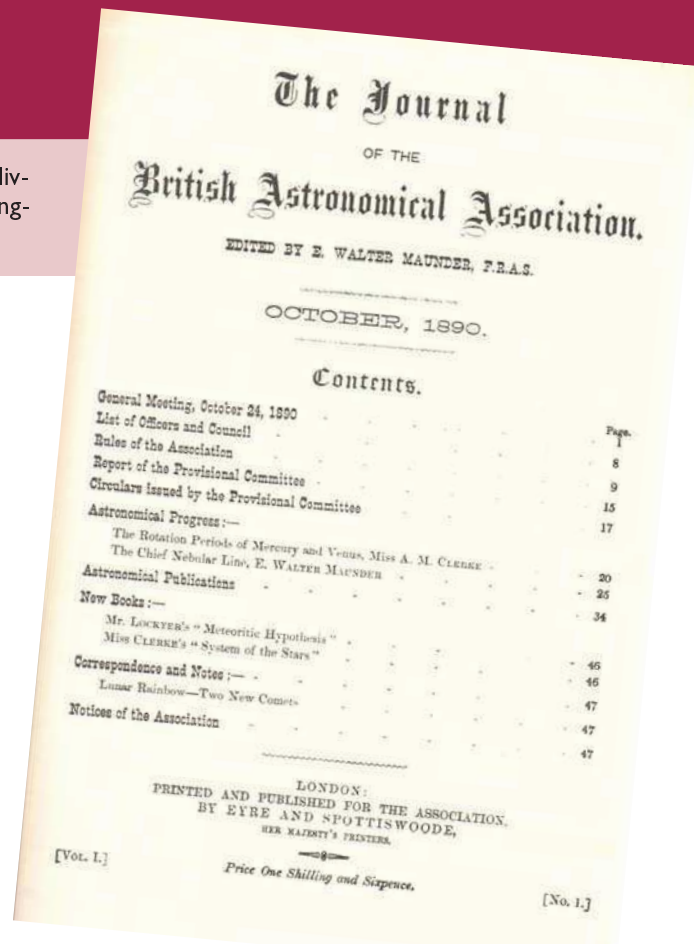 div-
ng-
The Journal
OF THE
British Astronomical Association.
EDITED BY E. WALTER MAUNDER, F.R.A.S.
OCTOBER, 1890.
Contents.
Page.
General Meeting, October 24, 1890 1
List of Officers and Council 8
Rules of the Association 9
Report of the Provisional Committee 15
Circulars issued by the Provisional Committee 17
Astronomical Progress:—
The Rotation Periods of Mercury and Venus, Miss A. M. CLERKE 20
The Chief Nebular Line, E. WALTER MAUNDER 25
Astronomical Publications 34
New Books:—
Mr. LOCKYER'S "Meteoritic Hypothesis" 46
Miss CLERKE'S "System of the Stars" 46
Correspondence and Notes:— 47
Lunar Rainbow—Two New Comets 47
Notices of the Association 47
LONDON:
PRINTED AND PUBLISHED FOR THE ASSOCIATION.
BY EYRE AND SPOTTISWOODE,
HER MAJESTY'S PRINTERS.
[VOL. I.]
Price One Shilling and Sixpence.
[No. 1.]